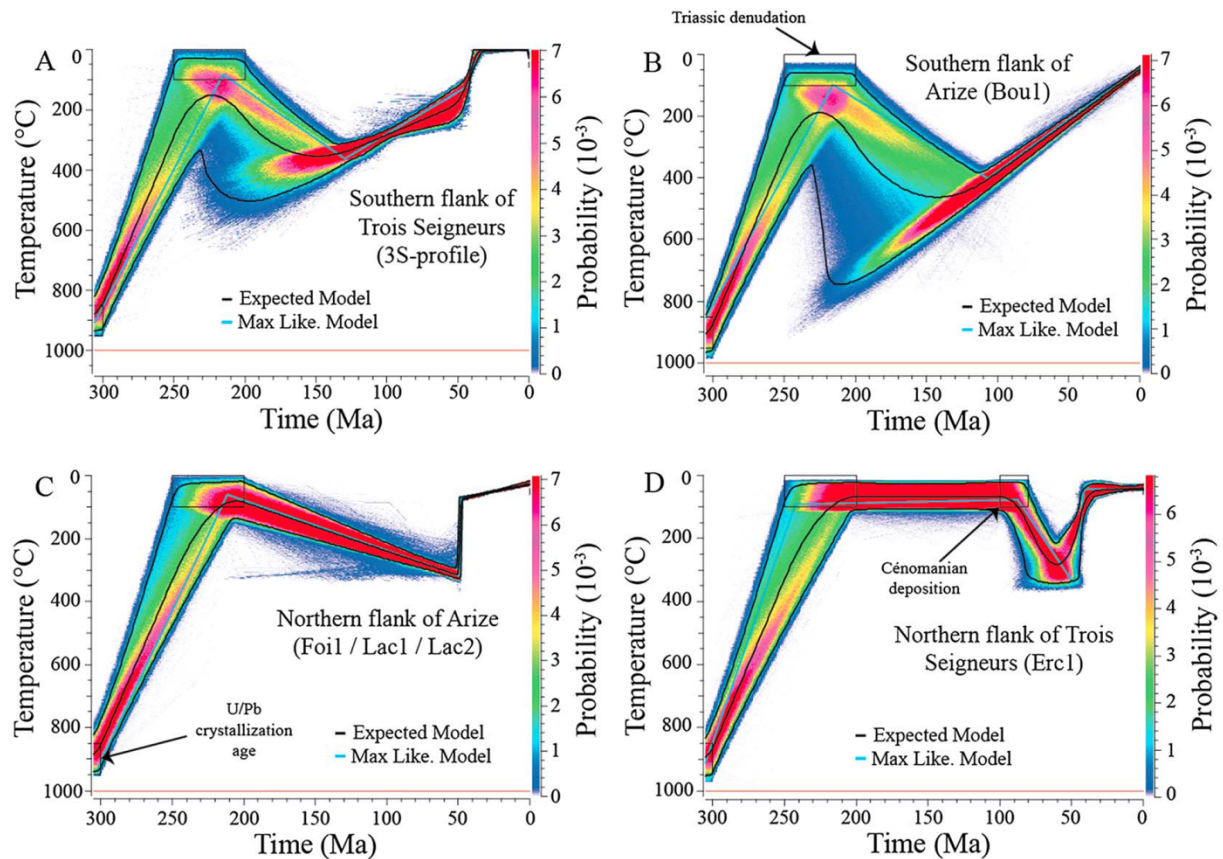 Triassic denudation
A
0
200
400
600
800
1000
Temperature (°C)
Southern flank of
Trois Seigneurs
(3S-profile)
Expected Model
Max Like. Model
300 250 200 150 100 50 0
Time (Ma)
7
6
5
4
3
2
1
0
Probability (10-3)
B
0
200
400
600
800
1000
Temperature (°C)
Southern flank of
Arize (Bou1)
Expected Model
Max Like. Model
300 250 200 150 100 50 0
Time (Ma)
7
6
5
4
3
2
1
0
Probability (10-3)
C
0
200
400
600
800
1000
Temperature (°C)
Northern flank of Arize
(Foi1 / Lac1 / Lac2)
U/Pb
crystallization
age
Expected Model
Max Like. Model
300 250 200 150 100 50 0
Time (Ma)
7
6
5
4
3
2
1
0
Probability (10-3)
D
0
200
400
600
800
1000
Temperature (°C)
Cénomanian
deposition
Northern flank of Trois
Seigneurs (Erc1)
Expected Model
Max Like. Model
300 250 200 150 100 50 0
Time (Ma)
6
5
4
3
2
1
0
Probability (10-3)